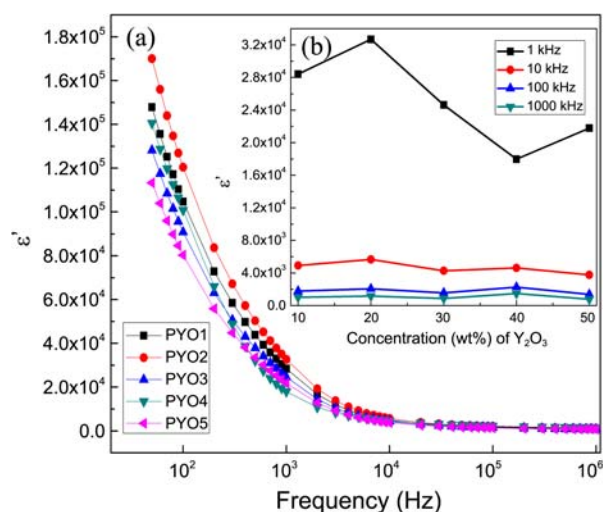 (a)
1.8x10⁵
1.6x10⁵
1.4x10⁵
1.2x10⁵
1.0x10⁵
8.0x10⁴
6.0x10⁴
4.0x10⁴
2.0x10⁴
0.0
ε'
PYO1
PYO2
PYO3
PYO4
PYO5
10² 10³ 10⁴ 10⁵ 10⁶
Frequency (Hz)
(b)
3.2x10⁴
2.8x10⁴
2.4x10⁴
2.0x10⁴
1.6x10⁴
1.2x10⁴
8.0x10³
4.0x10³
0.0
ε'
1 kHz
10 kHz
100 kHz
1000 kHz
10 20 30 40 50
Concentration (wt%) of Y₂O₃